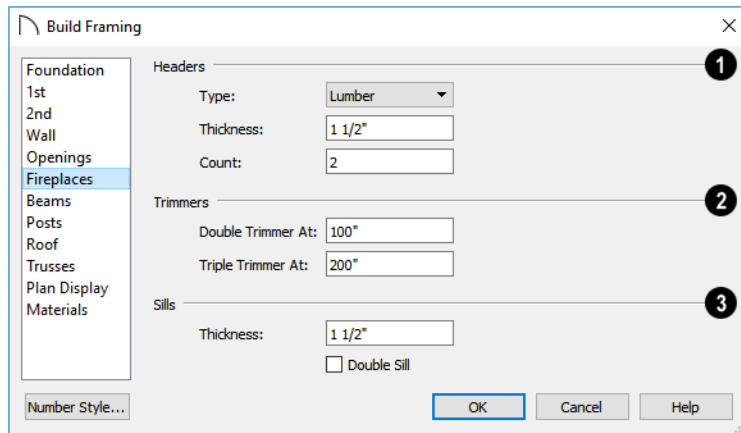 Build Framing
Foundation
1st
2nd
Wall
Openings
Fireplaces
Beams
Posts
Roof
Trusses
Plan Display
Materials
Number Style...
Headers
1
Type: Lumber
Thickness: 1 1/2"
Count: 2
Trimmers
2
Double Trimmer At: 100"
Triple Trimmer At: 200"
Sills
3
Thickness: 1 1/2"
Double Sill
OK Cancel Help